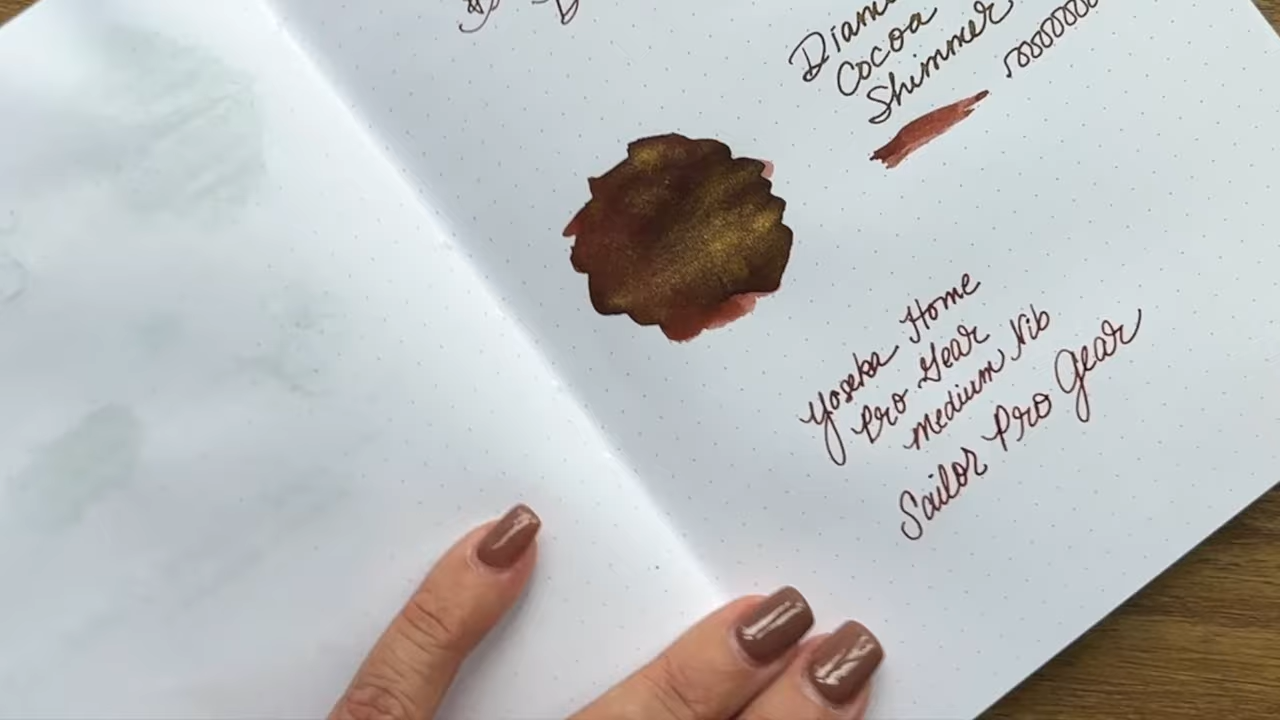 Cocoa
Shimmer
Yoseka Home
Pro Gear
Medium Nib
Sailor Pro Gear